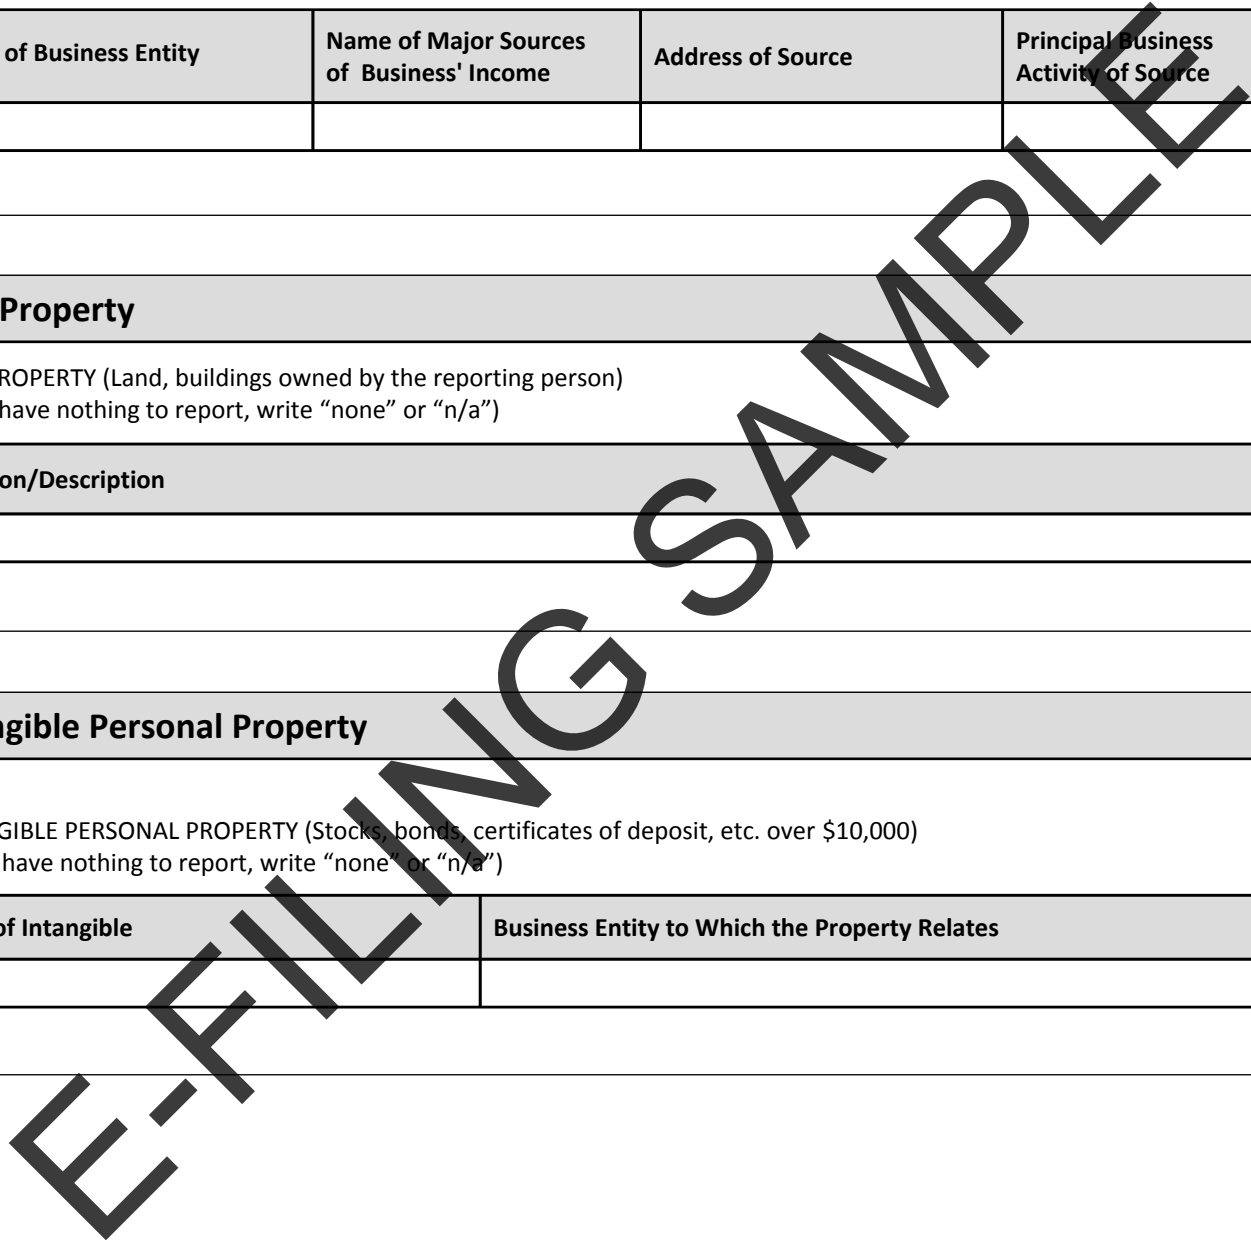 of Business Entity
Name of Major Sources
of Business' Income
Address of Source
Principal Business
Activity of Source
Property
ROPERTY (Land, buildings owned by the reporting person)
have nothing to report, write “none” or “n/a”)
on/Description
ngible Personal Property
GIBLE PERSONAL PROPERTY (Stocks, bonds, certificates of deposit, etc. over $10,000)
have nothing to report, write “none” or “n/a”)
of Intangible
Business Entity to Which the Property Relates
E-FILING SAMPLE